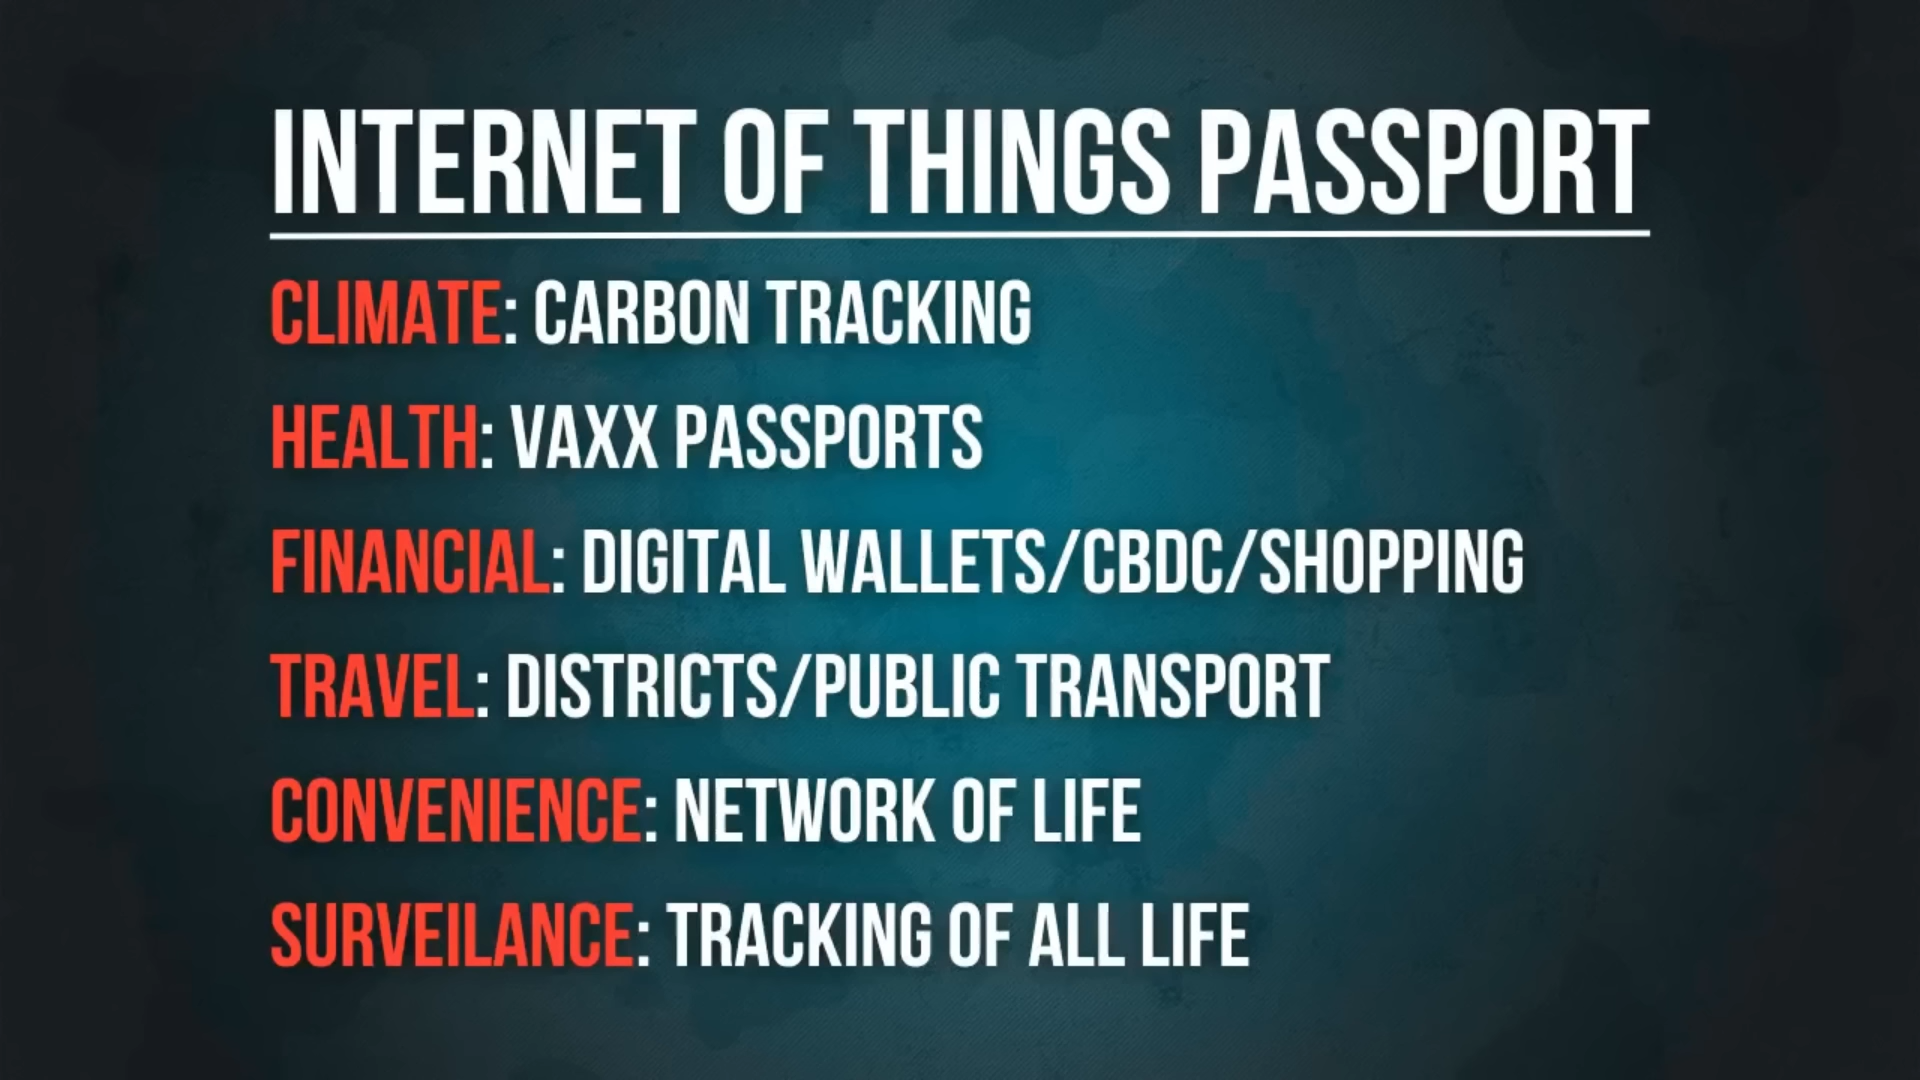 INTERNET OF THINGS PASSPORT
CLIMATE: CARBON TRACKING
HEALTH: VAXX PASSPORTS
FINANCIAL: DIGITAL WALLETS/CBDC/SHOPPING
TRAVEL: DISTRICTS/PUBLIC TRANSPORT
CONVENIENCE: NETWORK OF LIFE
SURVEILANCE: TRACKING OF ALL LIFE